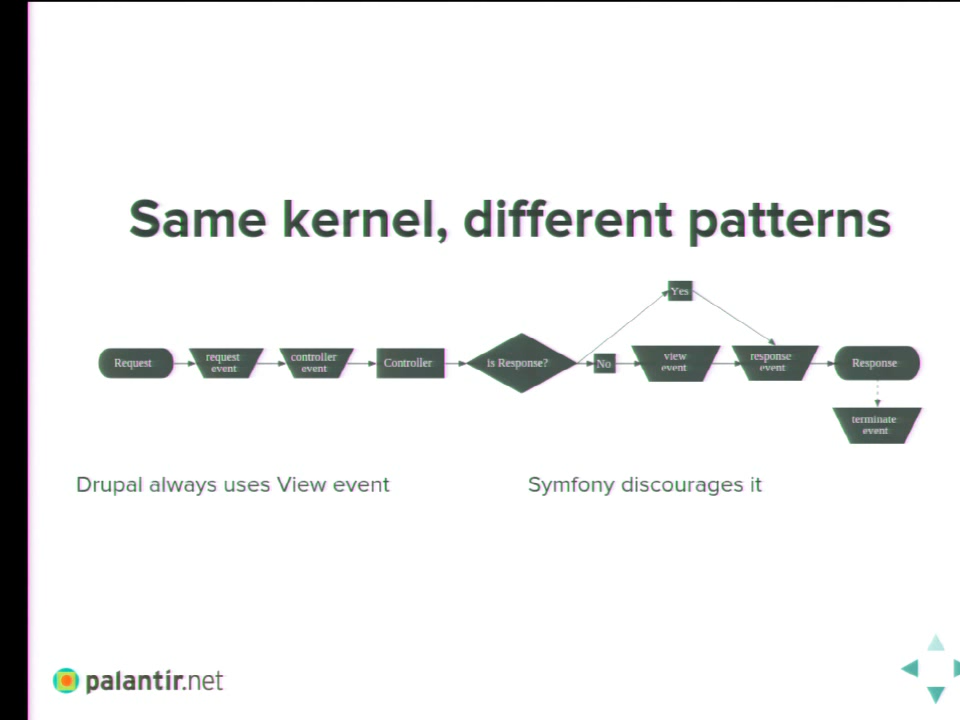 Same kernel, different patterns
Request
request
event
controller
event
Controller
is Response?
Yes
No
view
event
response
event
Response
terminate
event
Drupal always uses View event
Symfony discourages it
palantir.net